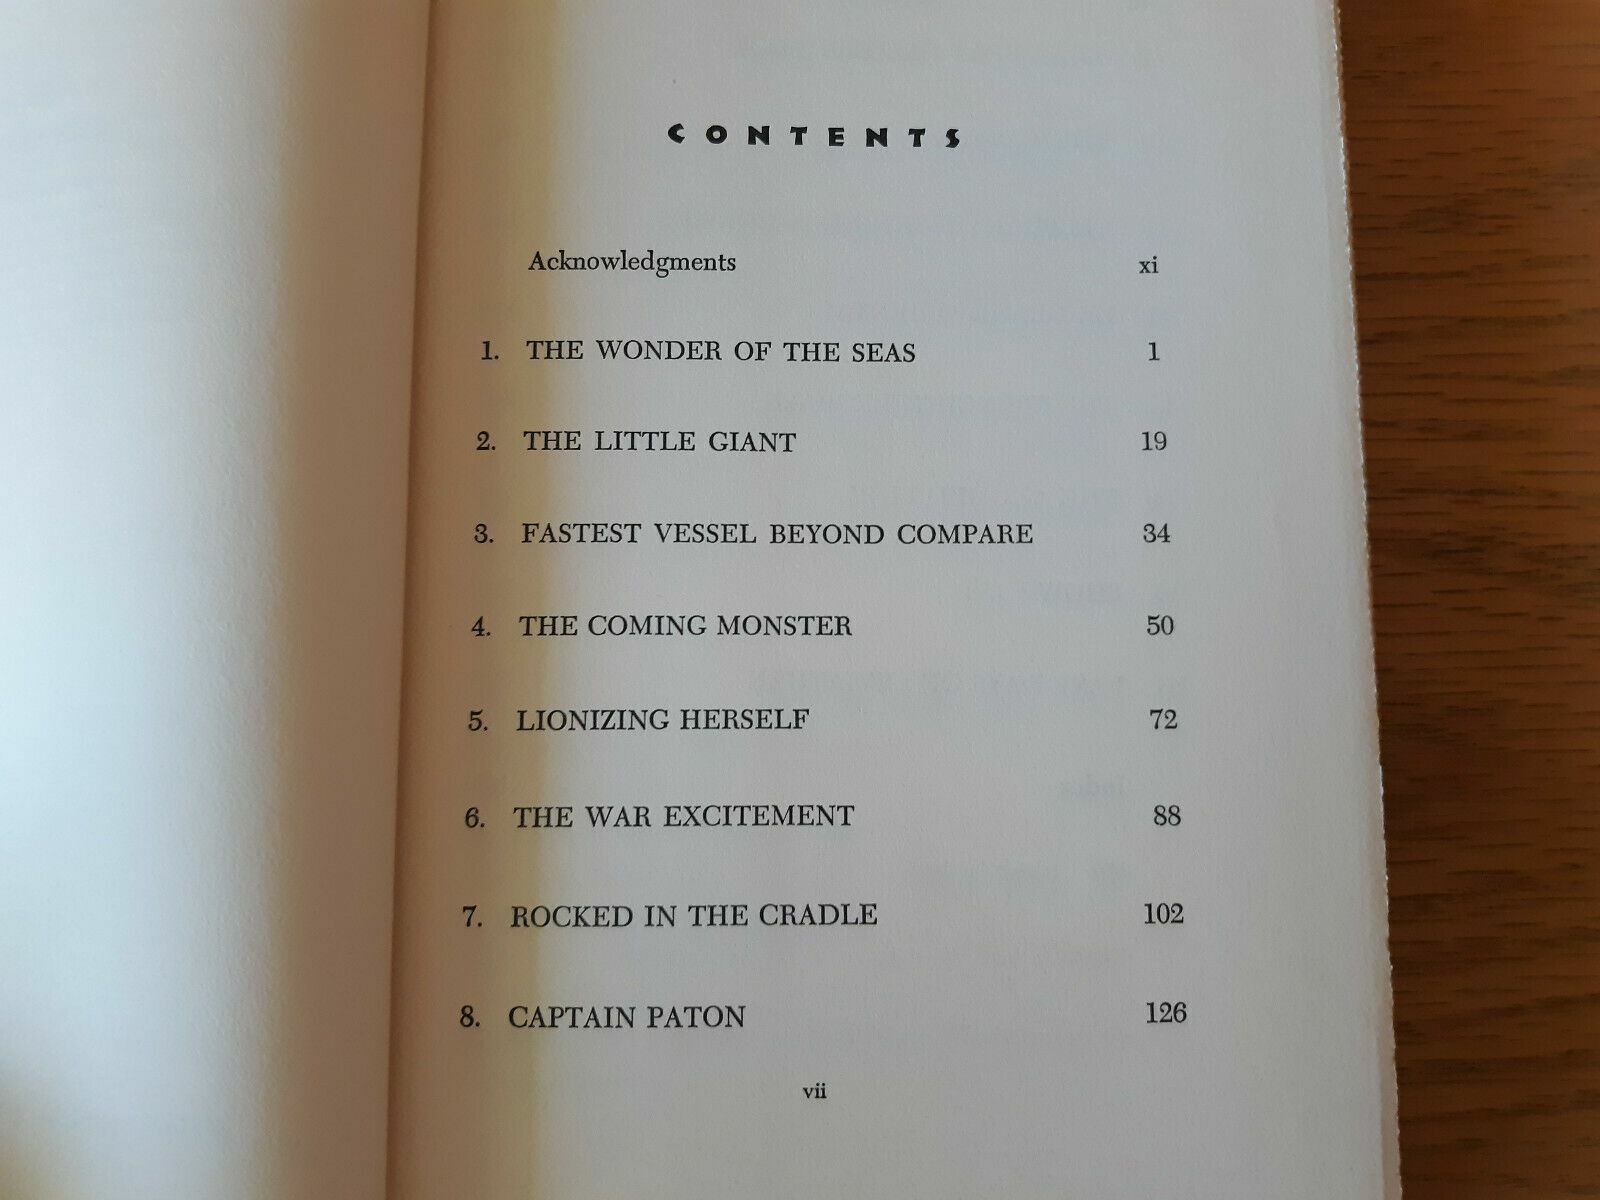 CONTENTS
Acknowledgments xi
1. THE WONDER OF THE SEAS 1
2. THE LITTLE GIANT 19
3. FASTEST VESSEL BEYOND COMPARE 34
4. THE COMING MONSTER 50
5. LIONIZING HERSELF 72
6. THE WAR EXCITEMENT 88
7. ROCKED IN THE CRADLE 102
8. CAPTAIN PATON 126
vii